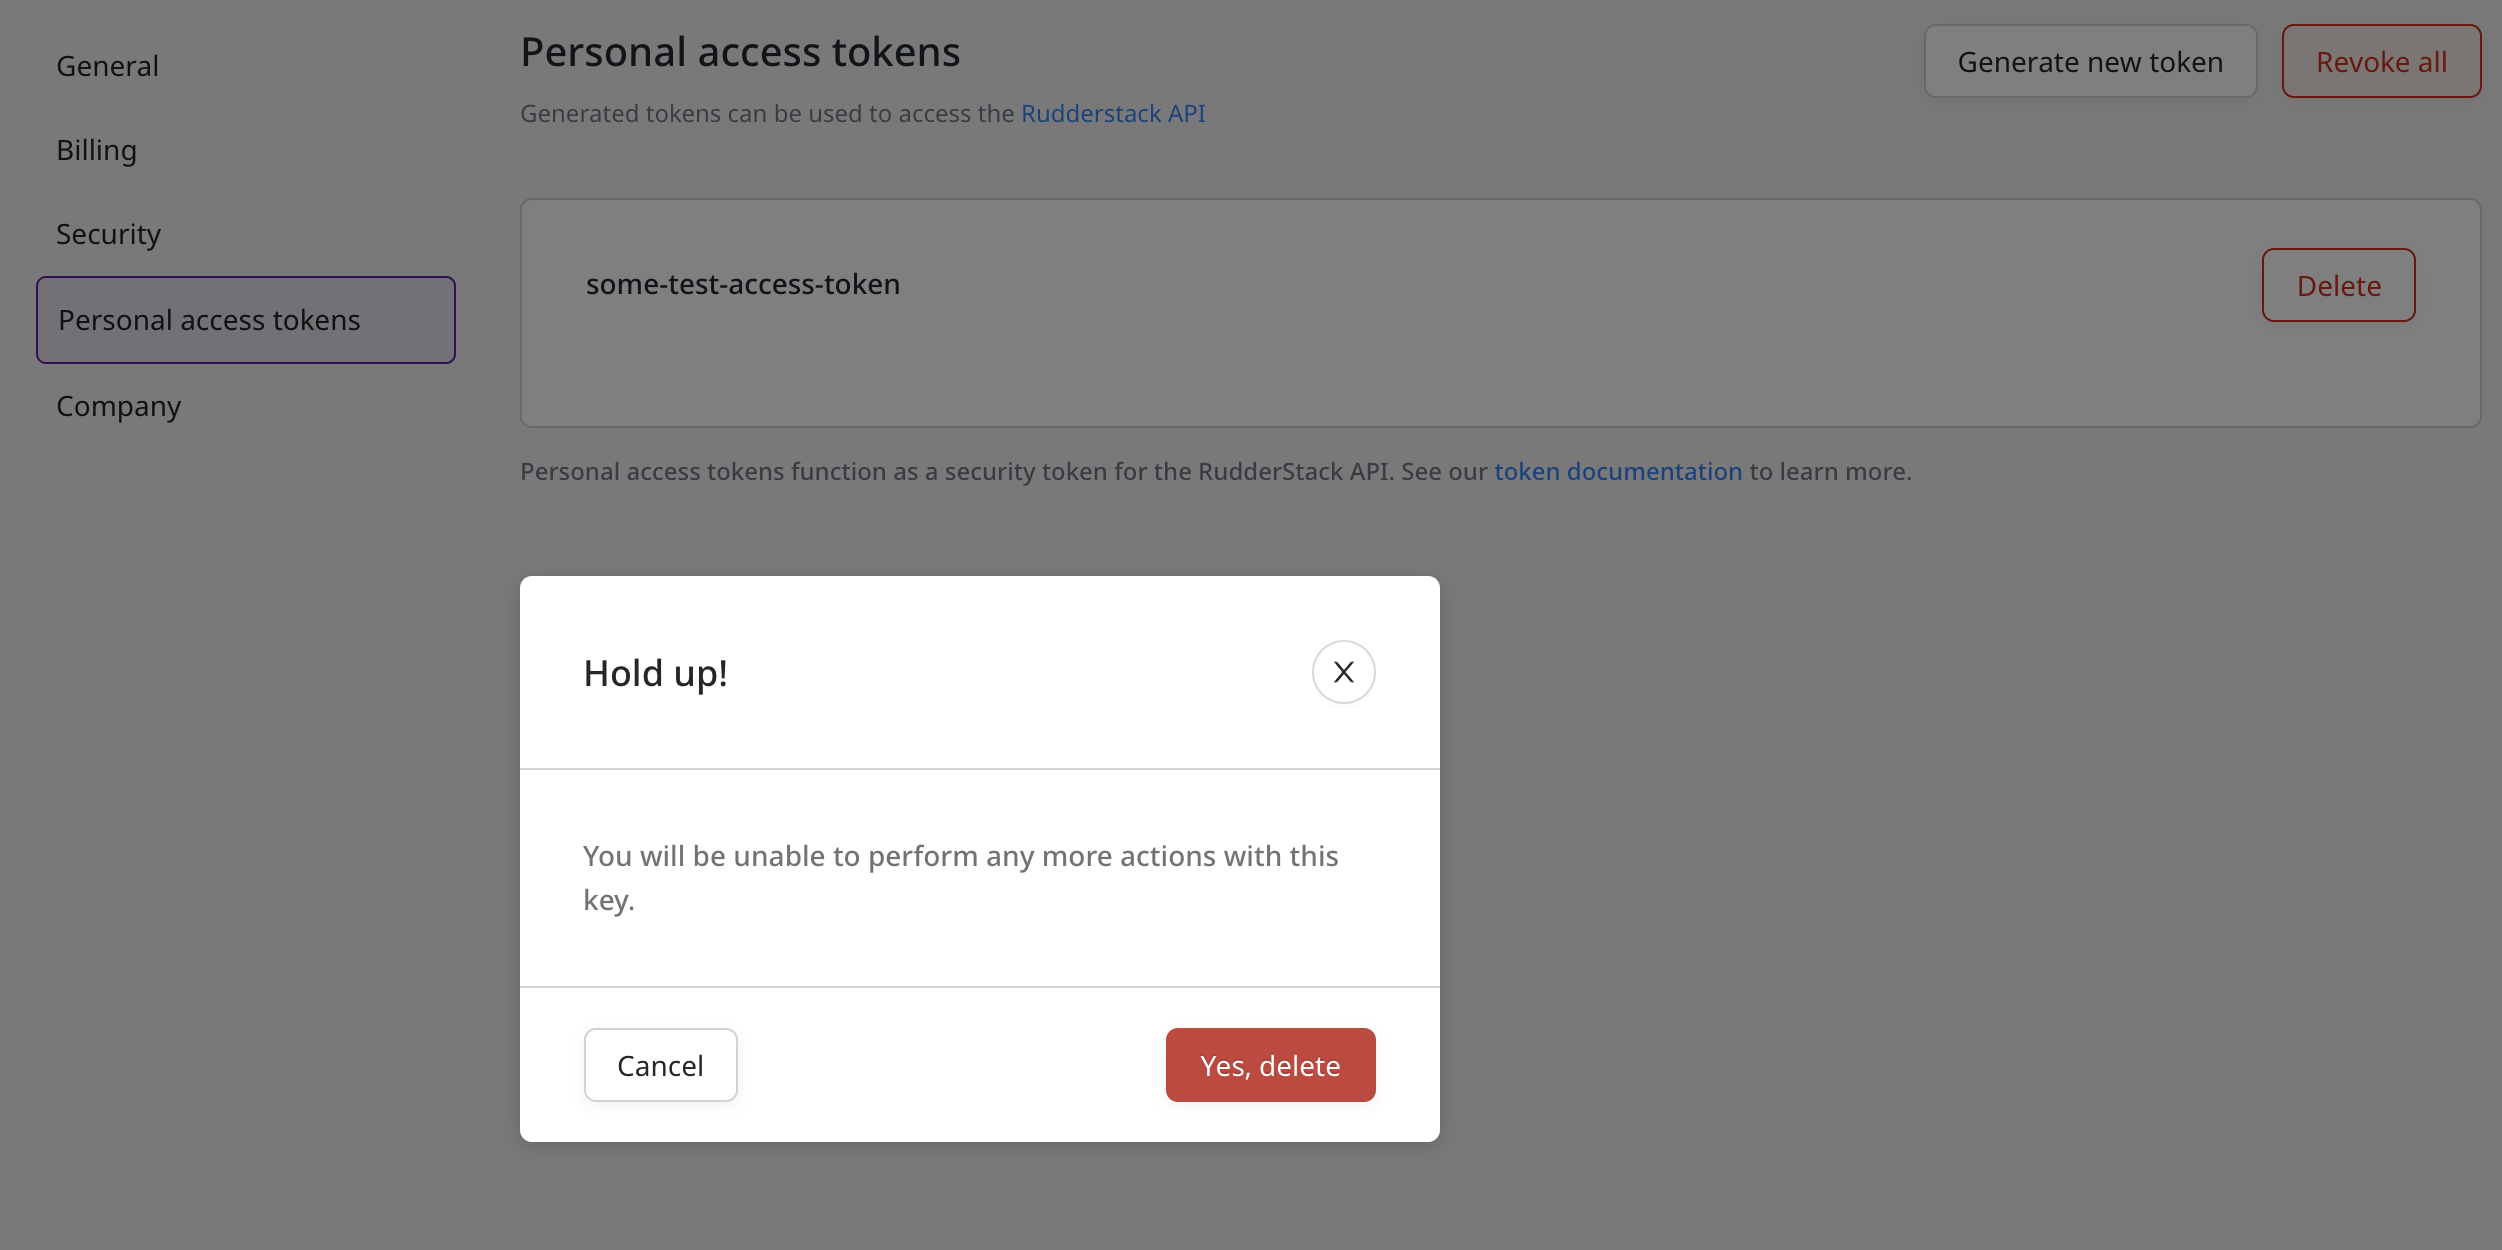 General
Billing
Security
Personal access tokens
Company
Personal access tokens
Generated tokens can be used to access the Rudderstack API
Generate new token
Revoke all
some-test-access-token
Delete
Personal access tokens function as a security token for the RudderStack API. See our token documentation to learn more.
Hold up!
X
You will be unable to perform any more actions with this
key.
Cancel
Yes, delete